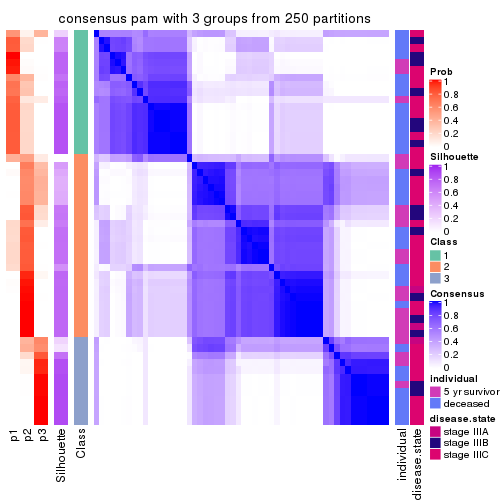 consensus pam with 3 groups from 250 partitions
Prob
1
0.8
0.6
0.4
0.2
0
Silhouette
1
0.8
0.6
0.4
0.2
0
Class
1
2
3
Consensus
1
0.8
0.6
0.4
0.2
0
individual
5 yr survivor
deceased
disease.state
stage IIIA
stage IIIB
stage IIIC
p1
p2
p3
Silhouette
Class
individual
disease.state